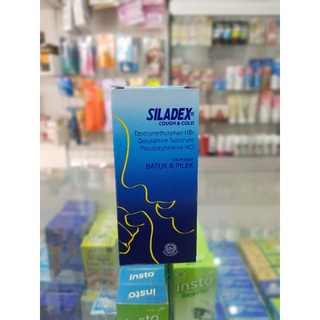 SILADEX®
COUGH & COLD
Dextromethorphan HBr
Doxylamine Succinate
Pseudoephedrine HCl
BATUK & PILEK
insto
insto
insto